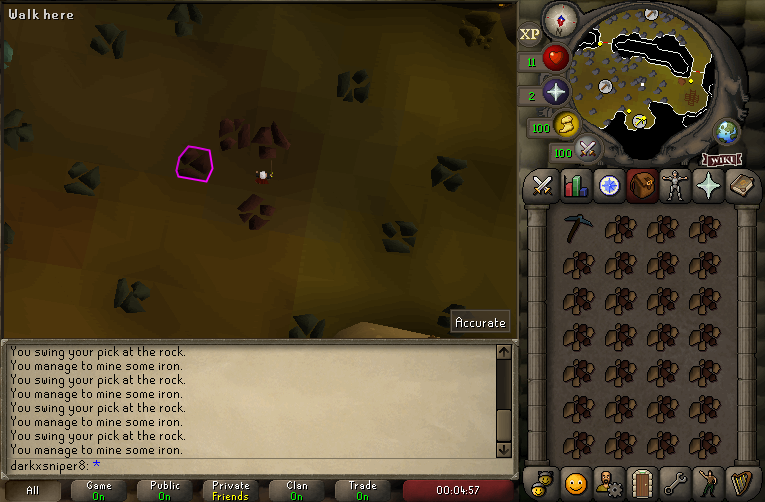 Walk here
XP
N
11
2
100
100
WIKI
Accurate
You swing your pick at the rock.
You manage to mine some iron.
You swing your pick at the rock.
You manage to mine some iron.
You swing your pick at the rock.
You manage to mine some iron.
You swing your pick at the rock.
You manage to mine some iron.
darkxsniper8: *
All
Game
On
Public
On
Private
Friends
Clan
On
Trade
On
00:04:57